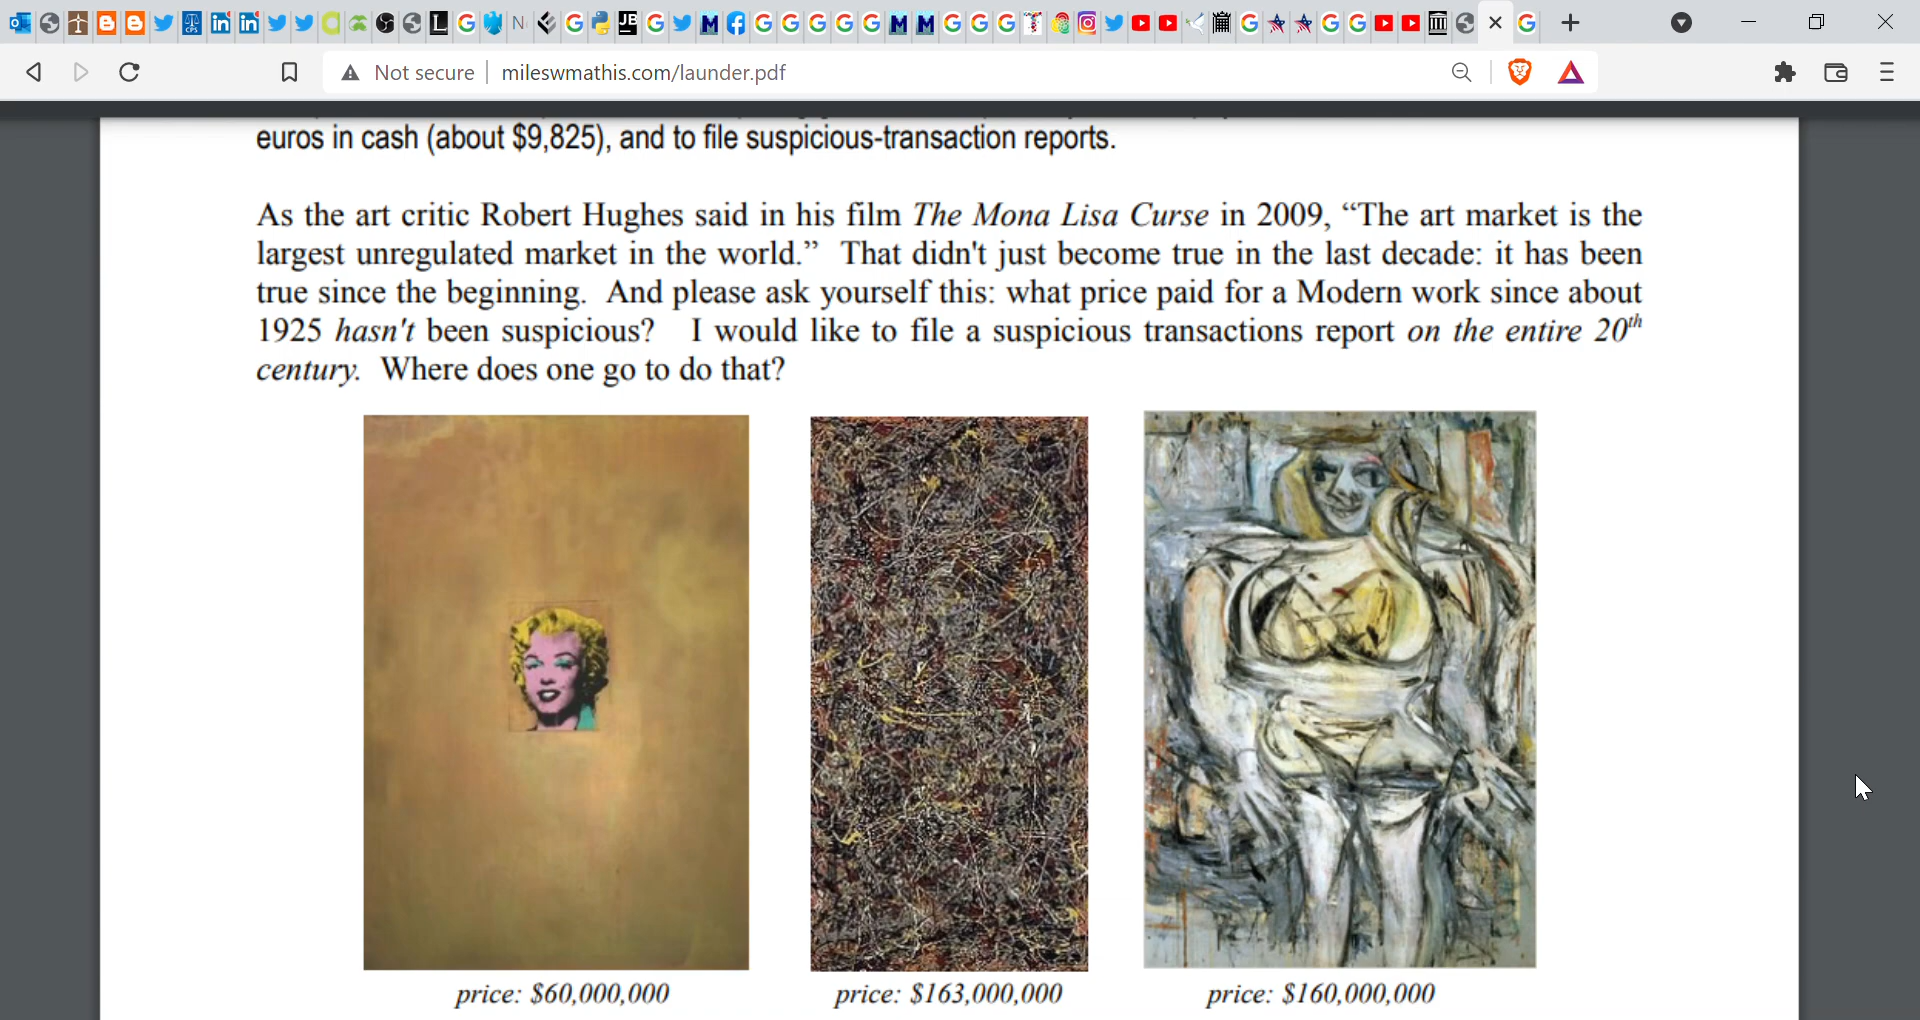 Not secure
mileswmathis.com/launder.pdf
euros in cash (about $9,825), and to file suspicious-transaction reports.
As the art critic Robert Hughes said in his film The Mona Lisa Curse in 2009, “The art market is the
largest unregulated market in the world.” That didn't just become true in the last decade: it has been
true since the beginning. And please ask yourself this: what price paid for a Modern work since about
1925 hasn't been suspicious? I would like to file a suspicious transactions report on the entire 20th
century. Where does one go to do that?
price: $60,000,000
price: $163,000,000
price: $160,000,000